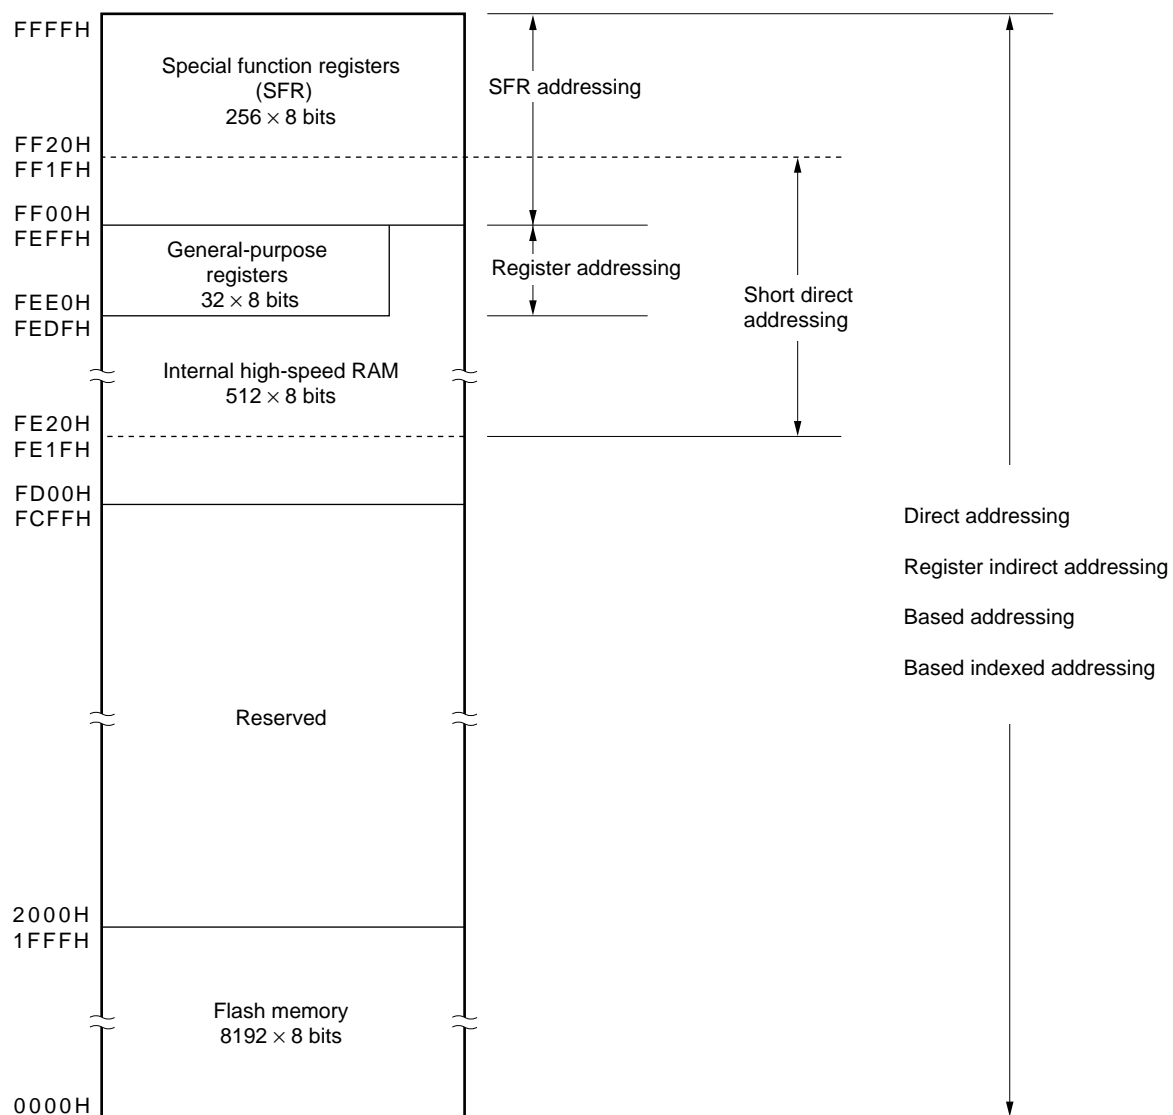 FFFFH
Special function registers
(SFR)
256 × 8 bits
SFR addressing
FF20H
FF1FH
FF00H
FEFFH
General-purpose
registers
32 × 8 bits
Register addressing
Short direct
addressing
FEE0H
FEDFH
Internal high-speed RAM
512 × 8 bits
FE20H
FE1FH
FD00H
FCFFH
Direct addressing
Register indirect addressing
Based addressing
Based indexed addressing
Reserved
2000H
1FFFH
Flash memory
8192 × 8 bits
0000H